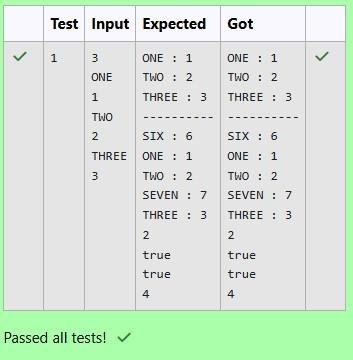 Test Input Expected Got
1 3 ONE : 1 ONE : 1
ONE TWO : 2 TWO : 2
1 THREE : 3 THREE : 3
TWO ---------- ----------
2 SIX : 6 SIX : 6
THREE ONE : 1 ONE : 1
3 TWO : 2 TWO : 2
SEVEN : 7 SEVEN : 7
THREE : 3 THREE : 3
2 2
true true
true true
4 4
Passed all tests!